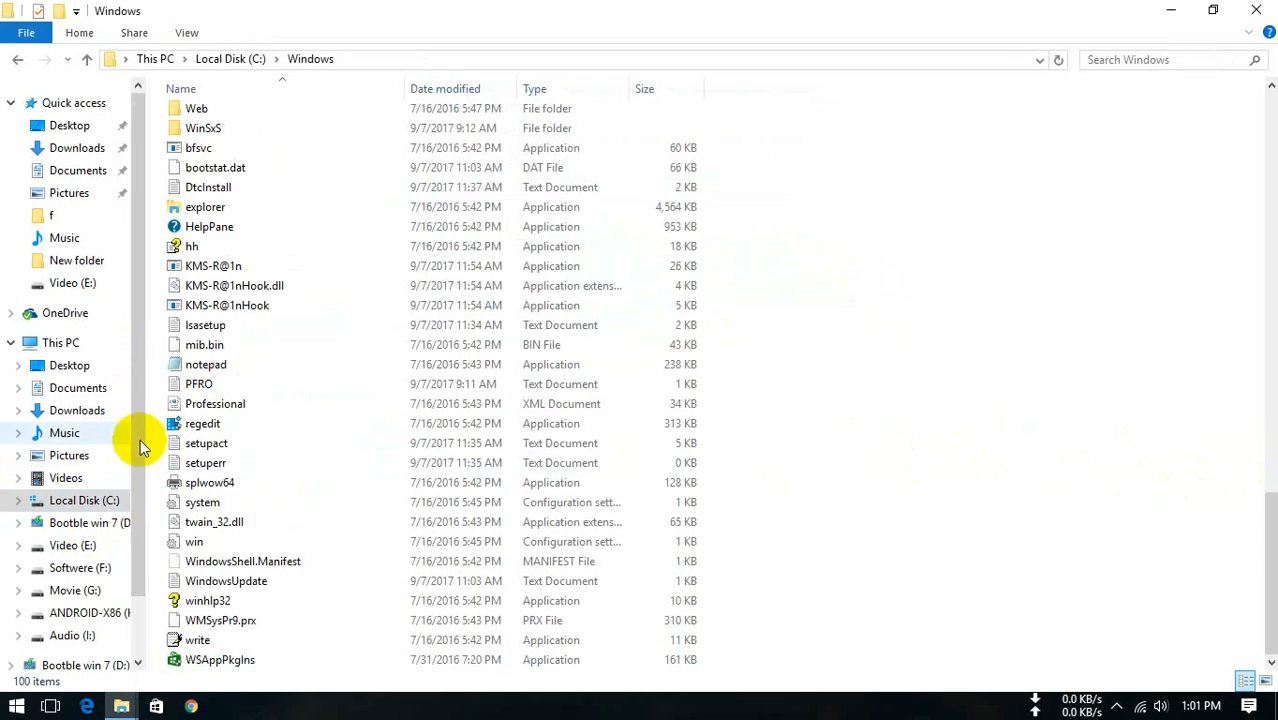 Windows
File Home Share View
This PC Local Disk (C:) Windows Search Windows
Name Date modified Type Size
Quick access
Desktop
Downloads
Documents
Pictures
f
Music
New folder
Video (E:)
OneDrive
This PC
Desktop
Documents
Downloads
Music
Pictures
Videos
Local Disk (C:)
Bootble win 7 (D
Video (E:)
Softwere (F:)
Movie (G:)
ANDROID-X86 (H
Audio (I:)
Bootble win 7 (D:)
Web 7/16/2016 5:47 PM File folder
WinSxS 9/7/2017 9:12 AM File folder
bfsvc 7/16/2016 5:42 PM Application 60 KB
bootstat.dat 9/7/2017 11:03 AM DAT File 66 KB
DtcInstall 9/7/2017 11:37 AM Text Document 2 KB
explorer 7/16/2016 5:42 PM Application 4,564 KB
HelpPane 7/16/2016 5:42 PM Application 953 KB
hh 7/16/2016 5:42 PM Application 18 KB
KMS-R@1n 9/7/2017 11:54 AM Application 26 KB
KMS-R@1nHook.dll 9/7/2017 11:54 AM Application extens... 4 KB
KMS-R@1nHook 9/7/2017 11:54 AM Application 5 KB
lsasetup 9/7/2017 11:34 AM Text Document 2 KB
mib.bin 7/16/2016 5:42 PM BIN File 43 KB
notepad 7/16/2016 5:43 PM Application 238 KB
PFRO 9/7/2017 9:11 AM Text Document 1 KB
Professional 7/16/2016 5:43 PM XML Document 34 KB
regedit 7/16/2016 5:42 PM Application 313 KB
setupact 9/7/2017 11:35 AM Text Document 5 KB
setuperr 9/7/2017 11:35 AM Text Document 0 KB
splwow64 7/16/2016 5:42 PM Application 128 KB
system 7/16/2016 5:45 PM Configuration sett... 1 KB
twain_32.dll 7/16/2016 5:43 PM Application extens... 65 KB
win 7/16/2016 5:45 PM Configuration sett... 1 KB
WindowsShell.Manifest 7/16/2016 5:42 PM MANIFEST File 1 KB
WindowsUpdate 9/7/2017 11:03 AM Text Document 1 KB
winhlp32 7/16/2016 5:42 PM Application 10 KB
WMSysPr9.prx 7/16/2016 5:43 PM PRX File 310 KB
write 7/16/2016 5:42 PM Application 11 KB
WSAppPkgIns 7/31/2016 7:20 PM Application 161 KB
100 items
0.0 KB/s
0.0 KB/s
1:01 PM